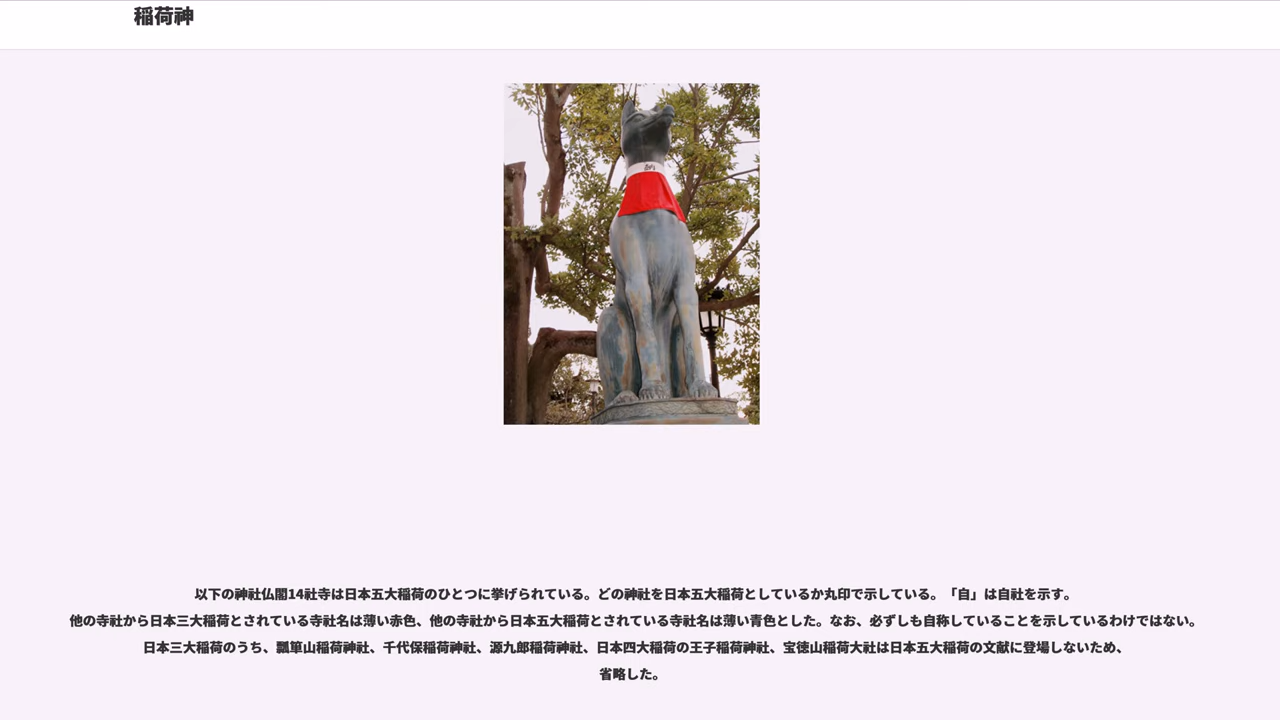 稲荷神
納
以下の神社仏閣14社寺は日本五大稲荷のひとつに挙げられている。どの神社を日本五大稲荷としているか丸印で示している。「自」は自社を示す。
他の寺社から日本三大稲荷とされている寺社名は薄い赤色、他の寺社から日本五大稲荷とされている寺社名は薄い青色とした。なお、必ずしも自称していることを示しているわけではない。
日本三大稲荷のうち、瓢箪山稲荷神社、千代保稲荷神社、源九郎稲荷神社、日本四大稲荷の王子稲荷神社、宝徳山稲荷大社は日本五大稲荷の文献に登場しないため、
省略した。